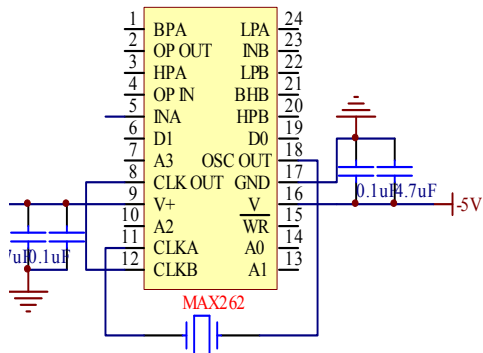 1 BPA LPA 24
2 OP OUT INB 23
3 HPA LPB 22
4 OP IN BHB 21
5 INA HPB 20
6 D1 D0 19
7 A3 OSC OUT 18
8 CLK OUT GND 17
9 V+ V 16
10 A2 WR 15
11 CLKA A0 14
12 CLKB A1 13
0.1uF 4.7uF
-5V
7uF 0.1uF
MAX262